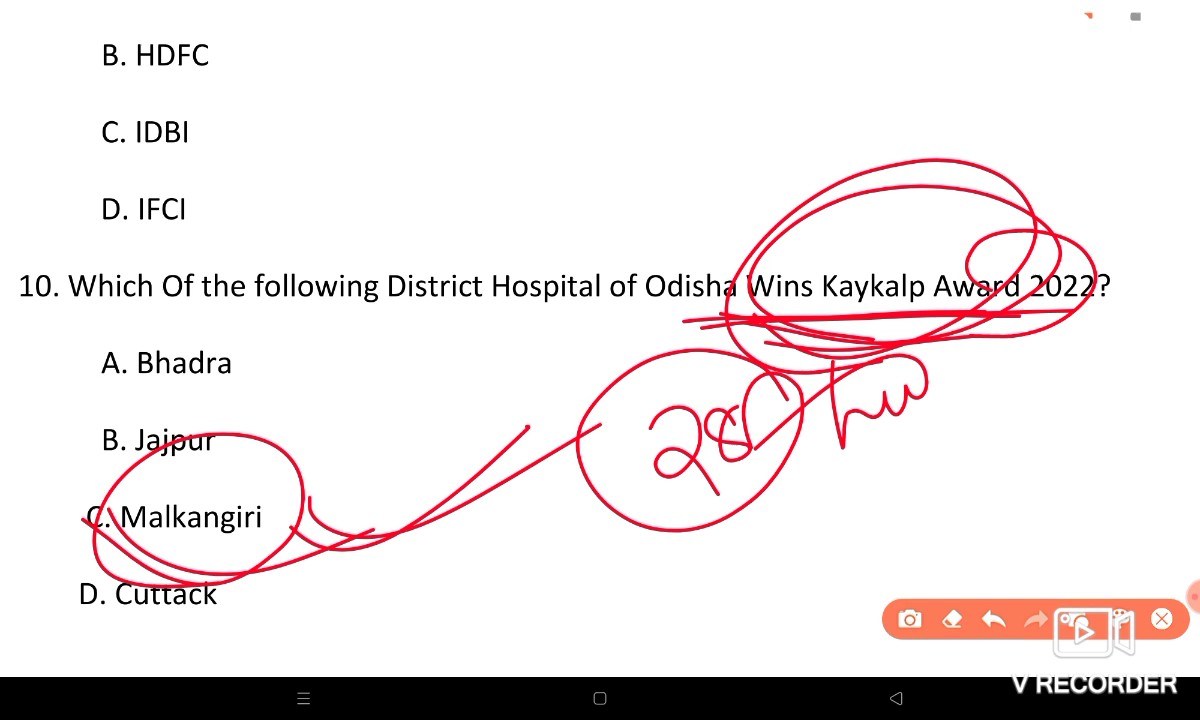 B. HDFC
C. IDBI
D. IFCI
10. Which Of the following District Hospital of Odisha Wins Kaykalp Award 2022?
A. Bhadra
B. Jajpur
C. Malkangiri
D. Cuttack
V RECORDER